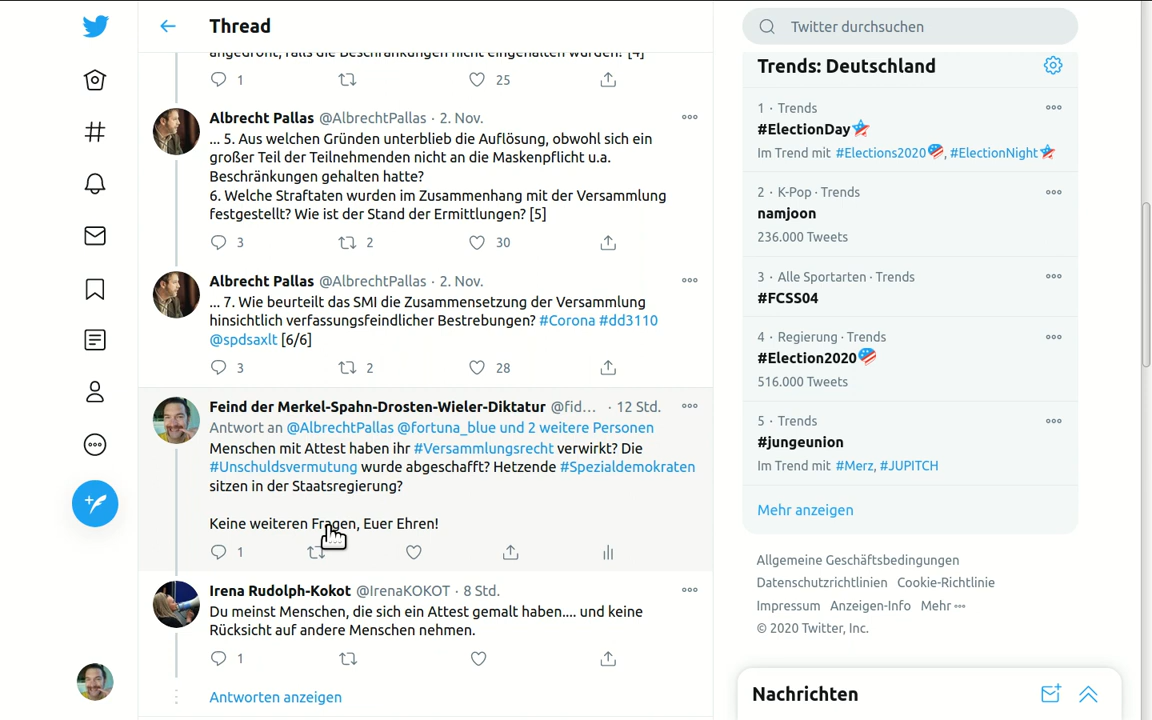 Thread
Twitter durchsuchen
angedroht, falls die Beschränkungen nicht eingehalten wurden? [4]
1 25
Albrecht Pallas @AlbrechtPallas · 2. Nov.
... 5. Aus welchen Gründen unterblieb die Auflösung, obwohl sich ein
großer Teil der Teilnehmenden nicht an die Maskenpflicht u.a.
Beschränkungen gehalten hatte?
6. Welche Straftaten wurden im Zusammenhang mit der Versammlung
festgestellt? Wie ist der Stand der Ermittlungen? [5]
3 2 30
Albrecht Pallas @AlbrechtPallas · 2. Nov.
... 7. Wie beurteilt das SMI die Zusammensetzung der Versammlung
hinsichtlich verfassungsfeindlicher Bestrebungen? #Corona #dd3110
@spdsaxlt [6/6]
3 2 28
Feind der Merkel-Spahn-Drosten-Wieler-Diktatur @fid... · 12 Std.
Antwort an @AlbrechtPallas @fortuna_blue und 2 weitere Personen
Menschen mit Attest haben ihr #Versammlungsrecht verwirkt? Die
#Unschuldsvermutung wurde abgeschafft? Hetzende #Spezialdemokraten
sitzen in der Staatsregierung?
Keine weiteren Fragen, Euer Ehren!
1
Irena Rudolph-Kokot @IrenaKOKOT · 8 Std.
Du meinst Menschen, die sich ein Attest gemalt haben.... und keine
Rücksicht auf andere Menschen nehmen.
1
Antworten anzeigen
Trends: Deutschland
1 · Trends
#ElectionDay
Im Trend mit #Elections2020, #ElectionNight
2 · K-Pop · Trends
namjoon
236.000 Tweets
3 · Alle Sportarten · Trends
#FCSS04
4 · Regierung · Trends
#Election2020
516.000 Tweets
5 · Trends
#jungeunion
Im Trend mit #Merz, #JUPITCH
Mehr anzeigen
Allgemeine Geschäftsbedingungen
Datenschutzrichtlinien Cookie-Richtlinie
Impressum Anzeigen-Info Mehr
© 2020 Twitter, Inc.
Nachrichten